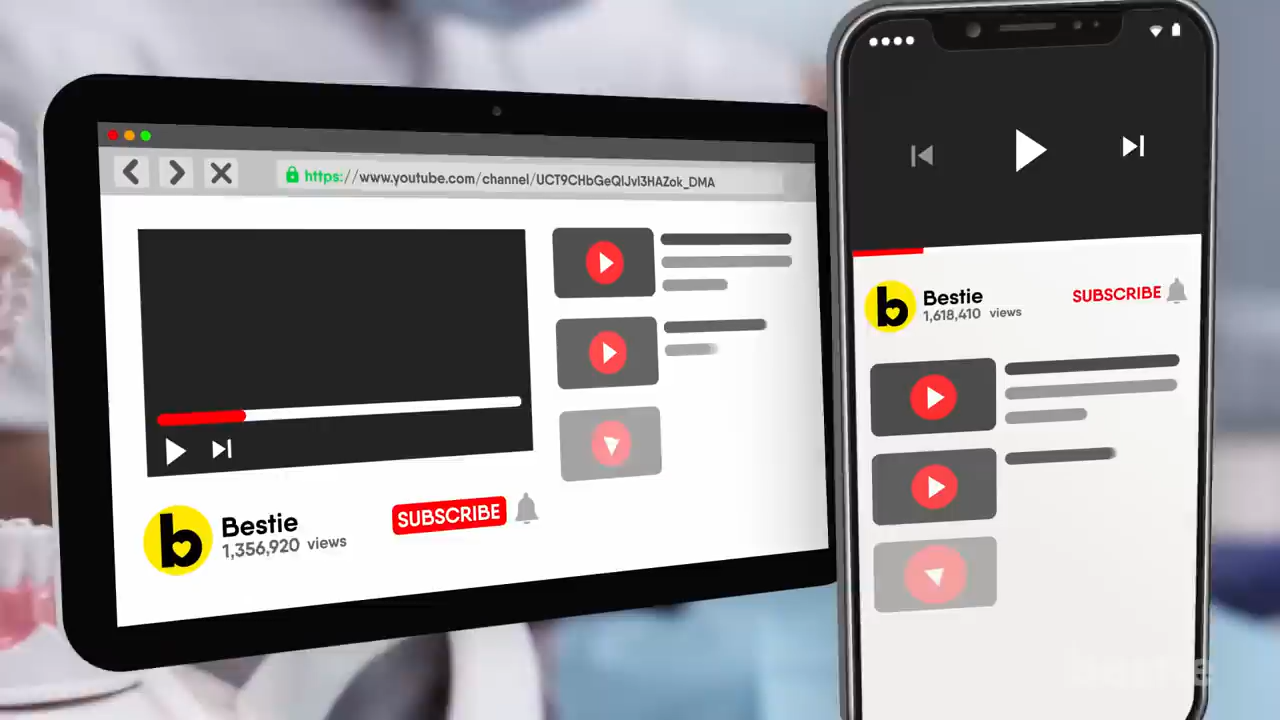 https://www.youtube.com/channel/UCT9CHbGeQlJvl3HAZok_DMA
b Bestie
1,356,920 views
SUBSCRIBE
b Bestie
1,618,410 views
SUBSCRIBE